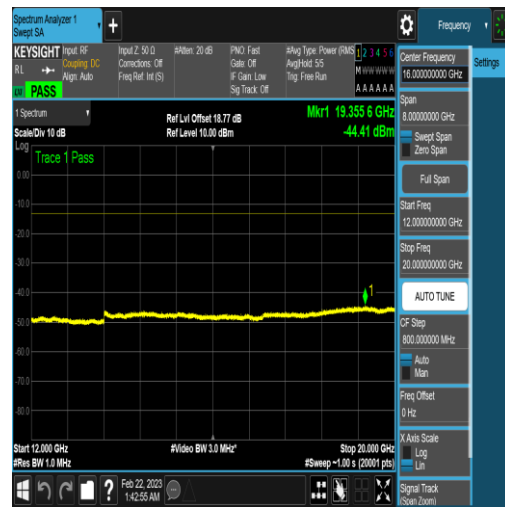 Spectrum Analyzer 1
Swept SA
Frequency
Settings
KEYSIGHT
RL
PASS
Input: RF
Coupling: DC
Align: Auto
Input Z: 50 Ω
Corrections: Off
Freq Ref: Int (S)
#Atten: 20 dB
PNO: Fast
Gate: Off
IF Gain: Low
Sig Track: Off
#Avg Type: Power (RMS
Avg|Hold: 5/5
Trig: Free Run
1 2 3 4 5 6
M W W W W W
A A A A A A
1 Spectrum
Scale/Div 10 dB
Ref Lvl Offset 18.77 dB
Ref Level 10.00 dBm
Mkr1 19.355 6 GHz
-44.41 dBm
Log
Trace 1 Pass
0.00
-10.0
-20.0
-30.0
-40.0
-50.0
-60.0
-70.0
-80.0
1
Start 12.000 GHz
#Res BW 1.0 MHz
#Video BW 3.0 MHz*
Stop 20.000 GHz
#Sweep ~1.00 s (20001 pts)
Feb 22, 2023
1:42:55 AM
Center Frequency
16.000000000 GHz
Span
8.00000000 GHz
Swept Span
Zero Span
Full Span
Start Freq
12.000000000 GHz
Stop Freq
20.000000000 GHz
AUTO TUNE
CF Step
800.000000 MHz
Auto
Man
Freq Offset
0 Hz
X Axis Scale
Log
Lin
Signal Track
(Span Zoom)